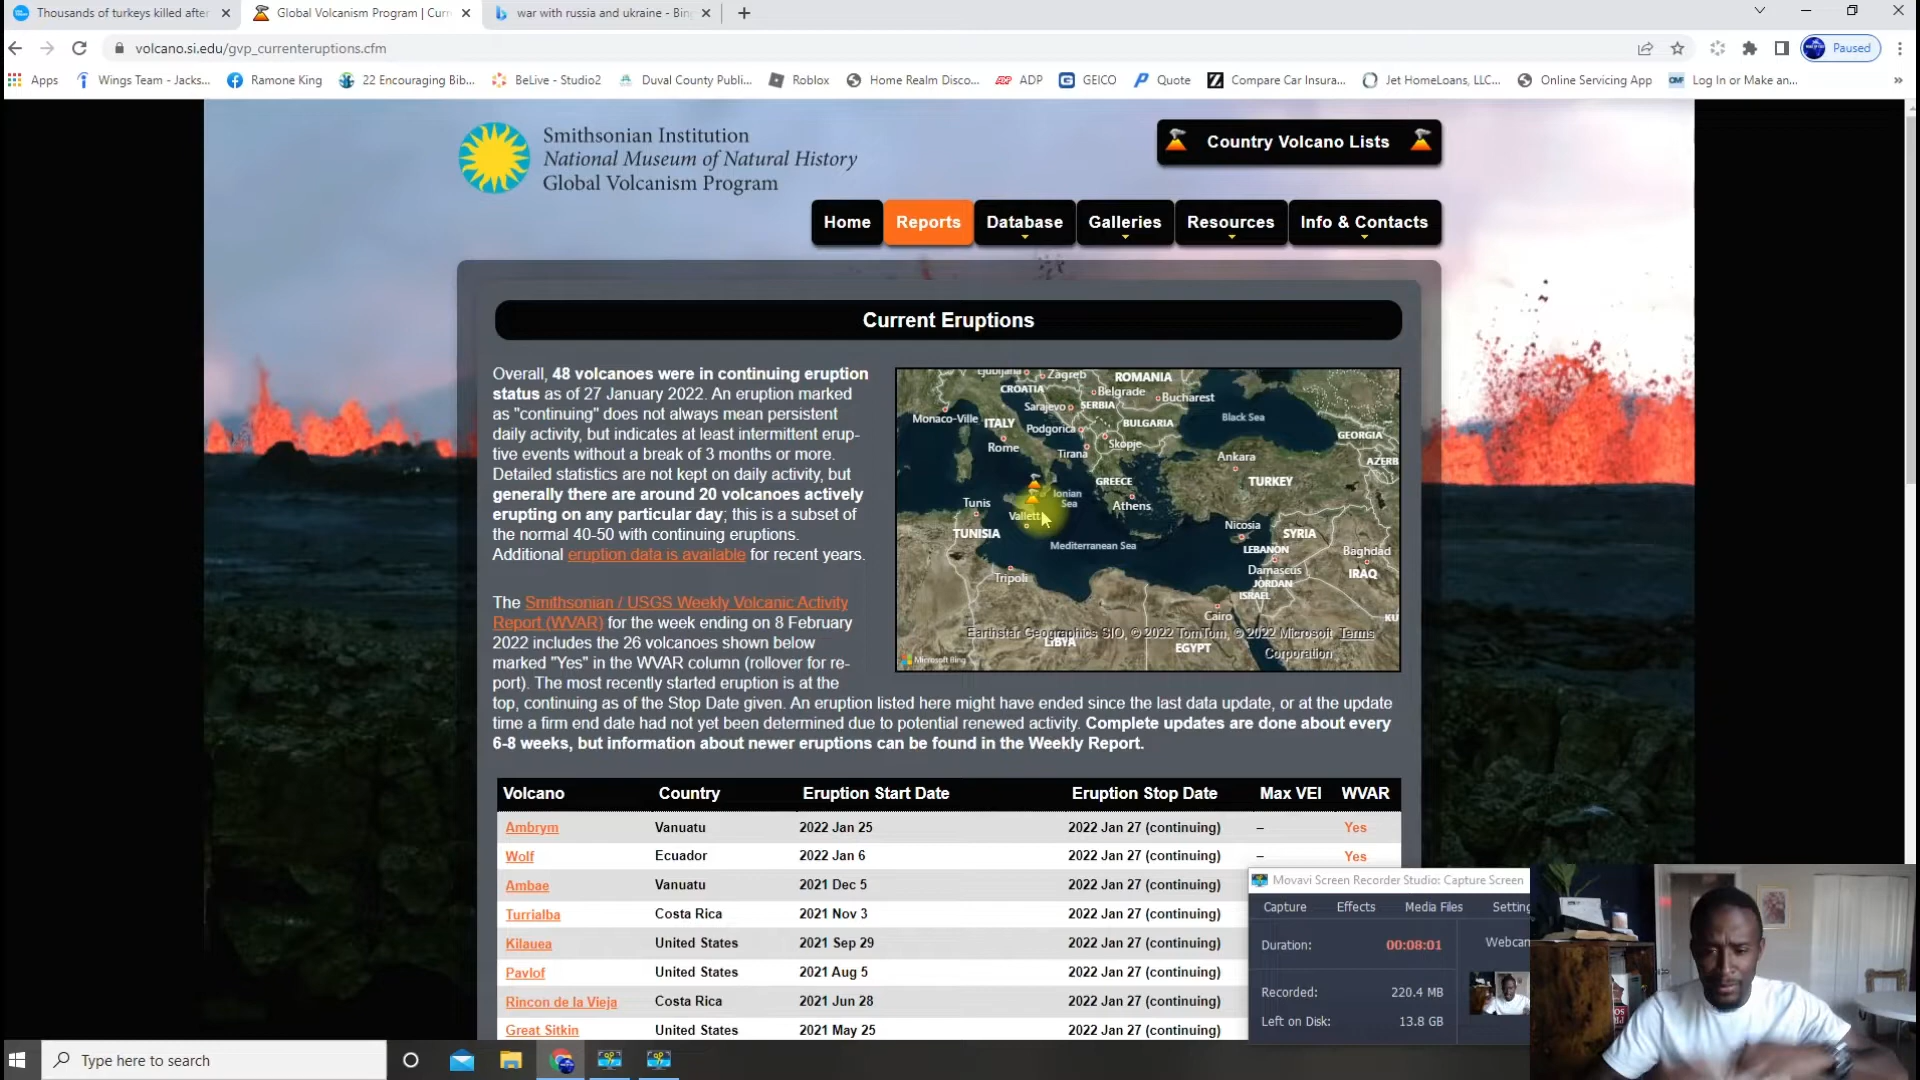 Thousands of turkeys killed after
Global Volcanism Program | Curr
war with russia and ukraine - Bin
volcano.si.edu/gvp_currenteruptions.cfm
Paused
Apps
Wings Team - Jacks...
Ramone King
22 Encouraging Bib...
BeLive - Studio2
Duval County Publi...
Roblox
Home Realm Disco...
ADP
GEICO
Quote
Compare Car Insura...
Jet HomeLoans, LLC...
Online Servicing App
Log In or Make an...
Smithsonian Institution
National Museum of Natural History
Global Volcanism Program
Country Volcano Lists
Home
Reports
Database
Galleries
Resources
Info & Contacts
Current Eruptions
Overall, 48 volcanoes were in continuing eruption
status as of 27 January 2022. An eruption marked
as "continuing" does not always mean persistent
daily activity, but indicates at least intermittent erup-
tive events without a break of 3 months or more.
Detailed statistics are not kept on daily activity, but
generally there are around 20 volcanoes actively
erupting on any particular day; this is a subset of
the normal 40-50 with continuing eruptions.
Additional eruption data is available for recent years.
The Smithsonian / USGS Weekly Volcanic Activity
Report (WVAR) for the week ending on 8 February
2022 includes the 26 volcanoes shown below
marked "Yes" in the WVAR column (rollover for re-
port). The most recently started eruption is at the
top, continuing as of the Stop Date given. An eruption listed here might have ended since the last data update, or at the update
time a firm end date had not yet been determined due to potential renewed activity. Complete updates are done about every
6-8 weeks, but information about newer eruptions can be found in the Weekly Report.
Ljubljana
Zagreb
ROMANIA
CROATIA
Belgrade
Bucharest
Sarajevo
SERBIA
Monaco-Ville
ITALY
Podgorica
BULGARIA
Black Sea
Rome
Skopje
GEORGIA
Tirana
Ankara
AZERB
GREECE
TURKEY
Ionian
Sea
Tunis
Athens
Vallett
Nicosia
TUNISIA
SYRIA
Mediterranean Sea
LEBANON
Baghdad
Damascus
IRAQ
Tripoli
JORDAN
ISRAEL
Cairo
KU
Earthstar Geographics SIO, © 2022 TomTom, © 2022 Microsoft Terms
Corporation
LIBYA
EGYPT
Microsoft Bing
Volcano Country Eruption Start Date Eruption Stop Date Max VEI WVAR
Ambrym Vanuatu 2022 Jan 25 2022 Jan 27 (continuing) – Yes
Wolf Ecuador 2022 Jan 6 2022 Jan 27 (continuing) – Yes
Ambae Vanuatu 2021 Dec 5 2022 Jan 27 (continuing)
Turrialba Costa Rica 2021 Nov 3 2022 Jan 27 (continuing)
Kilauea United States 2021 Sep 29 2022 Jan 27 (continuing)
Pavlof United States 2021 Aug 5 2022 Jan 27 (continuing)
Rincon de la Vieja Costa Rica 2021 Jun 28 2022 Jan 27 (continuing)
Great Sitkin United States 2021 May 25 2022 Jan 27 (continuing)
Movavi Screen Recorder Studio: Capture Screen
Capture Effects Media Files Setting
Duration: 00:08:01 Webcam
Recorded: 220.4 MB
Left on Disk: 13.8 GB
Type here to search